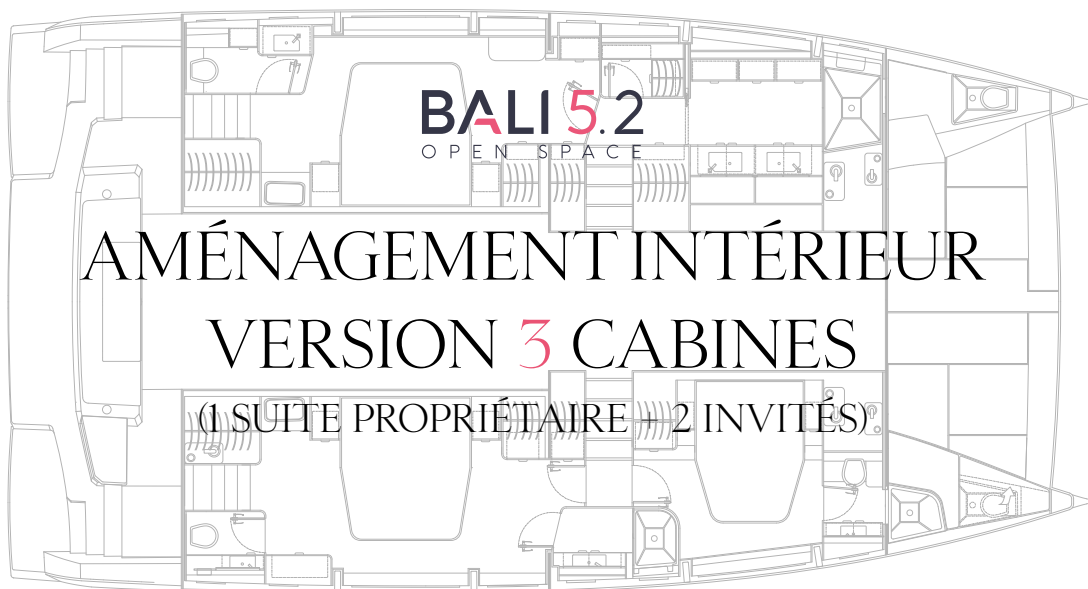 BALI 5.2
OPEN SPACE
AMÉNAGEMENT INTÉRIEUR
VERSION 3 CABINES
(1 SUITE PROPRIÉTAIRE + 2 INVITÉS)